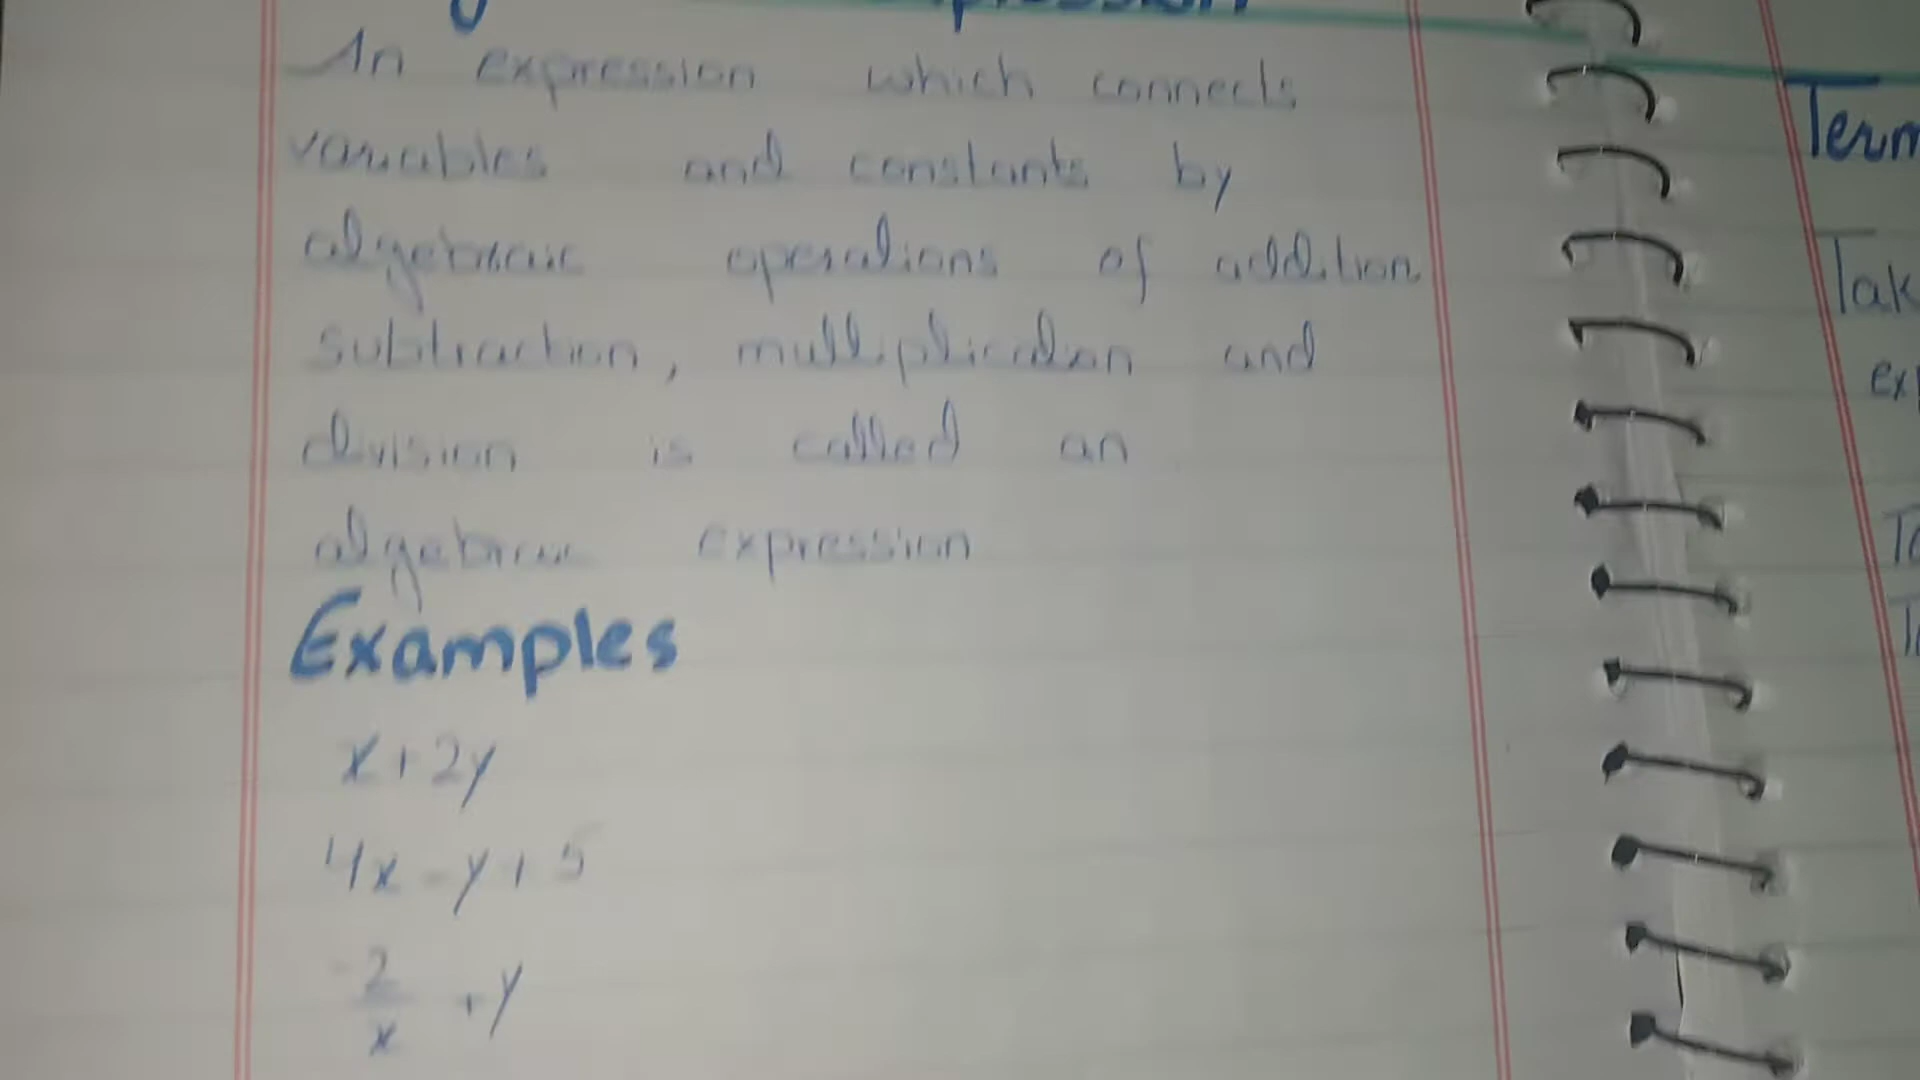 An expression which connects
variables and constants by
algebraic operations of addition
subtraction, multiplication and
division is called an
algebraic expression
Examples
x+2y
4x-y+5
2/x +y
Term
Tak
exp